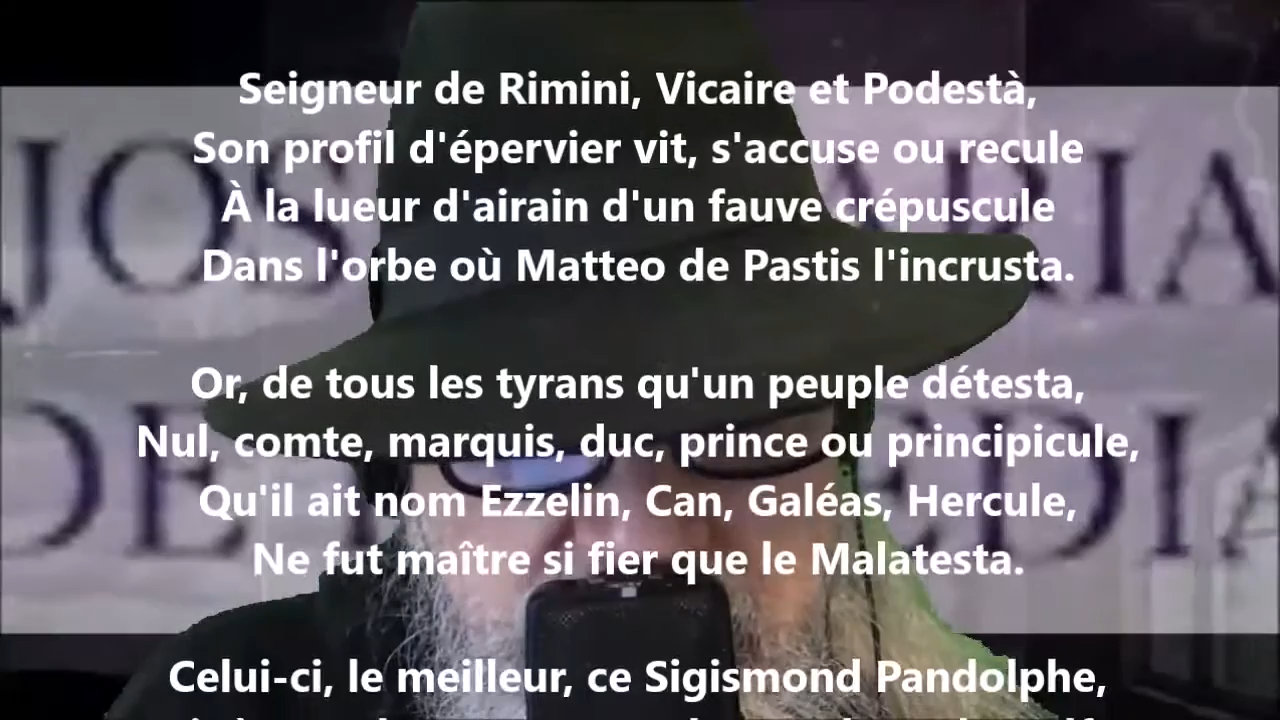 Seigneur de Rimini, Vicaire et Podestà,
Son profil d'épervier vit, s'accuse ou recule
À la lueur d'airain d'un fauve crépuscule
Dans l'orbe où Matteo de Pastis l'incrusta.
Or, de tous les tyrans qu'un peuple détesta,
Nul, comte, marquis, duc, prince ou principicule,
Qu'il ait nom Ezzelin, Can, Galéas, Hercule,
Ne fut maître si fier que le Malatesta.
Celui-ci, le meilleur, ce Sigismond Pandolphe,